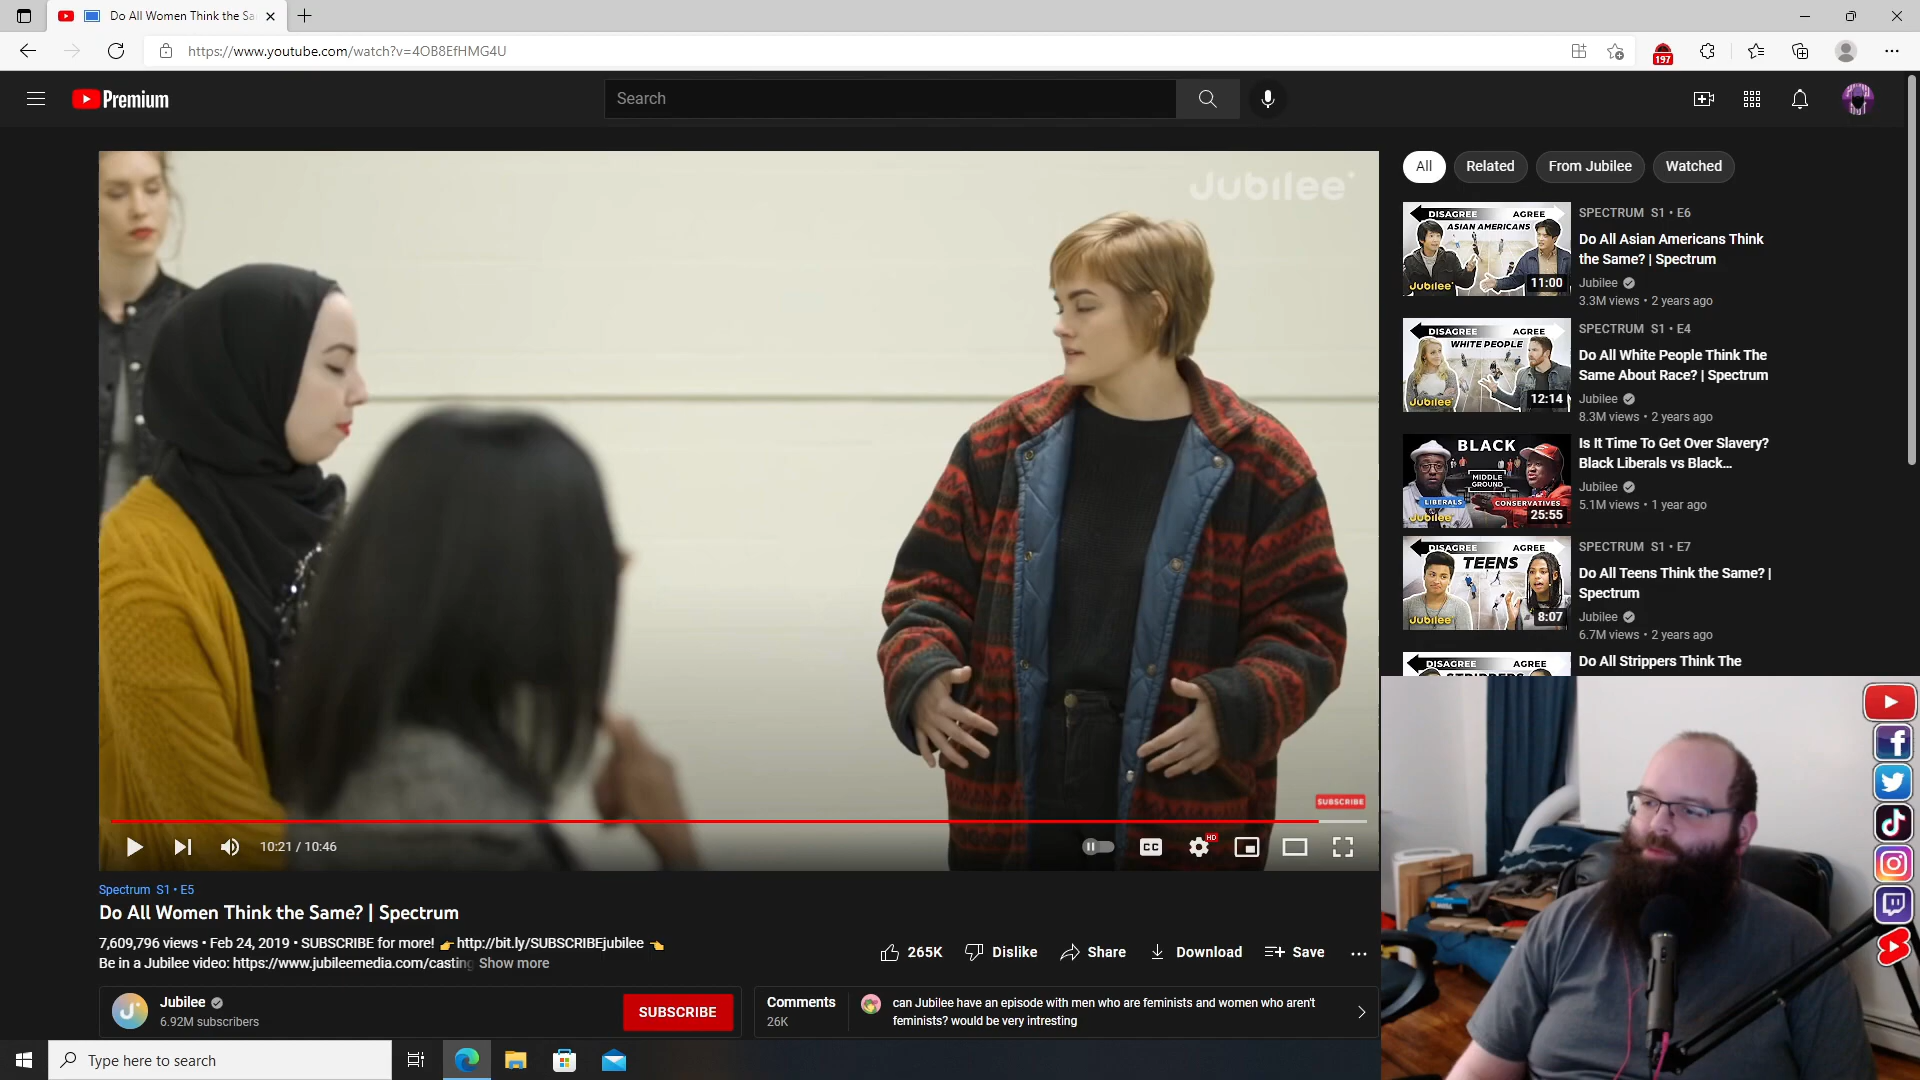 Do All Women Think the Sa
https://www.youtube.com/watch?v=4OB8EfHMG4U
197
Premium
Search
Jubilee
SUBSCRIBE
10:21 / 10:46
CC
HD
Spectrum S1 • E5
Do All Women Think the Same? | Spectrum
7,609,796 views • Feb 24, 2019 • SUBSCRIBE for more! 👉 http://bit.ly/SUBSCRIBEjubilee 👈
Be in a Jubilee video: https://www.jubileemedia.com/casting Show more
265K
Dislike
Share
Download
Save
Jubilee
6.92M subscribers
SUBSCRIBE
Comments
26K
can Jubilee have an episode with men who are feminists and women who aren't
feminists? would be very intresting
All
Related
From Jubilee
Watched
DISAGREE AGREE
ASIAN AMERICANS
Jubilee
11:00
SPECTRUM S1 • E6
Do All Asian Americans Think
the Same? | Spectrum
Jubilee
3.3M views • 2 years ago
DISAGREE AGREE
WHITE PEOPLE
Jubilee
12:14
SPECTRUM S1 • E4
Do All White People Think The
Same About Race? | Spectrum
Jubilee
8.3M views • 2 years ago
BLACK
MIDDLE
GROUND
LIBERALS
CONSERVATIVES
Jubilee
25:55
Is It Time To Get Over Slavery?
Black Liberals vs Black...
Jubilee
5.1M views • 1 year ago
DISAGREE AGREE
TEENS
Jubilee
8:07
SPECTRUM S1 • E7
Do All Teens Think the Same? |
Spectrum
Jubilee
6.7M views • 2 years ago
DISAGREE AGREE
STRIPPERS
Do All Strippers Think The
Type here to search